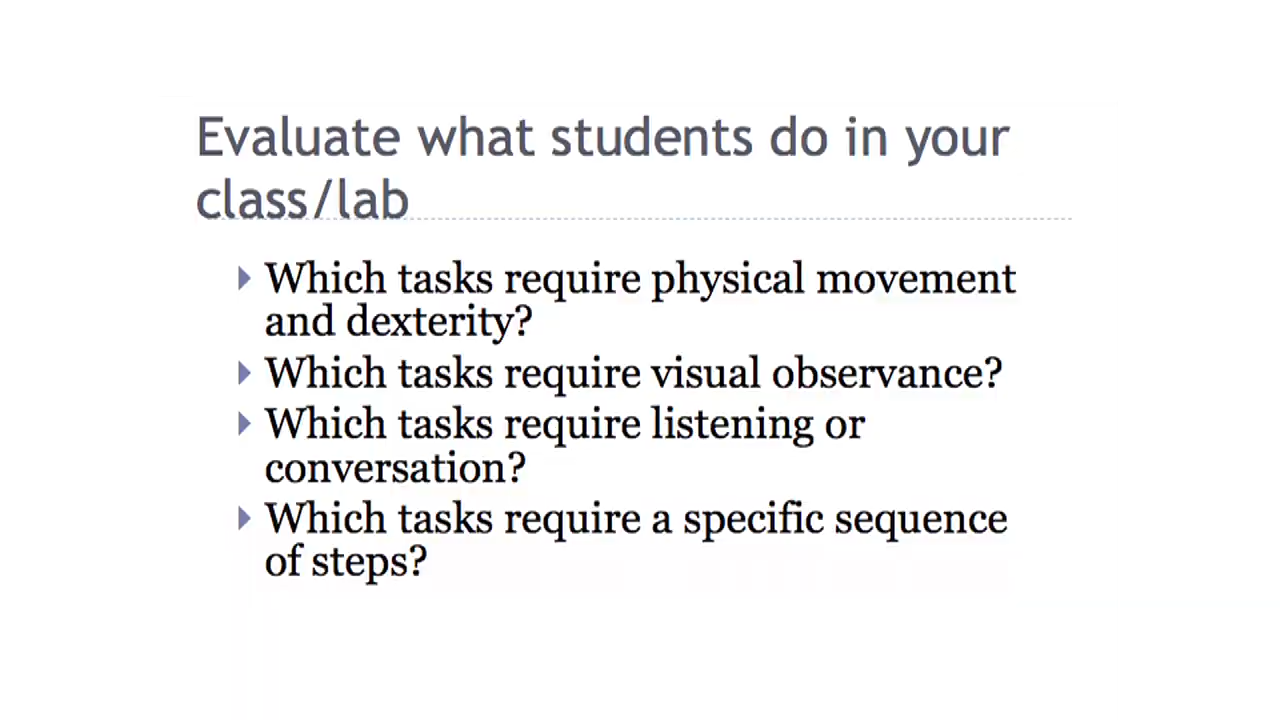 Evaluate what students do in your
class/lab
Which tasks require physical movement
and dexterity?
Which tasks require visual observance?
Which tasks require listening or
conversation?
Which tasks require a specific sequence
of steps?